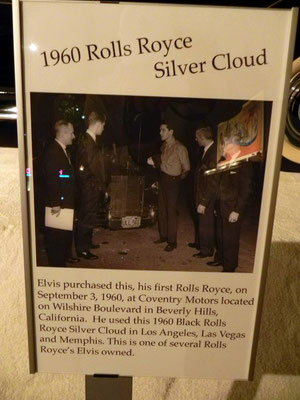 1960 Rolls Royce
Silver Cloud
Elvis purchased this, his first Rolls Royce, on
September 3, 1960, at Coventry Motors located
on Wilshire Boulevard in Beverly Hills,
California. He used this 1960 Black Rolls
Royce Silver Cloud in Los Angeles, Las Vegas
and Memphis. This is one of several Rolls
Royce's Elvis owned.